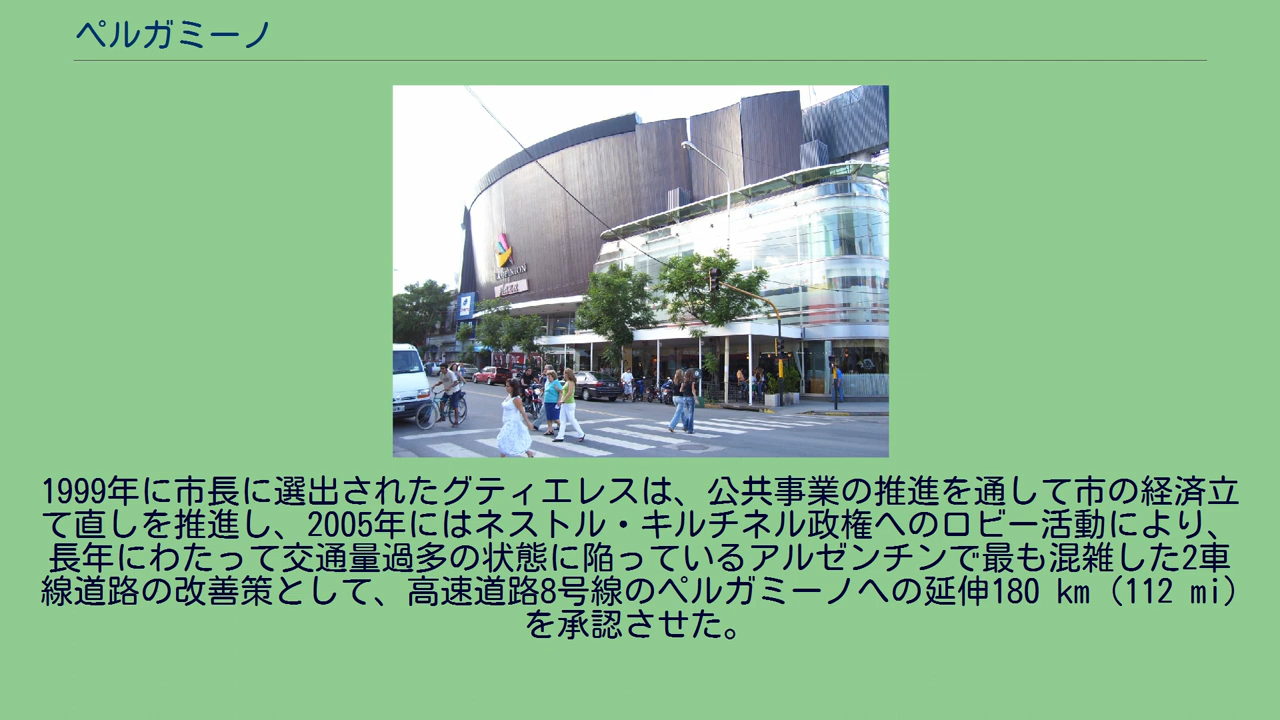 ペルガミーノ
plaza
1999年に市長に選出されたグティエレスは、公共事業の推進を通して市の経済立
て直しを推進し、2005年にはネストル・キルチネル政権へのロビー活動により、
長年にわたって交通量過多の状態に陥っているアルゼンチンで最も混雑した2車
線道路の改善策として、高速道路8号線のペルガミーノへの延伸180 km (112 mi)
を承認させた。